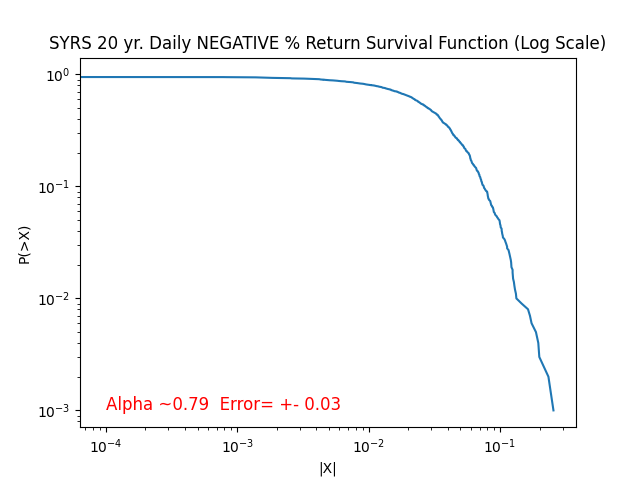 SYRS 20 yr. Daily NEGATIVE % Return Survival Function (Log Scale)
10⁰
10⁻¹
10⁻²
10⁻³
P(>X)
Alpha ~0.79  Error= +- 0.03
10⁻⁴ 10⁻³ 10⁻² 10⁻¹
|X|